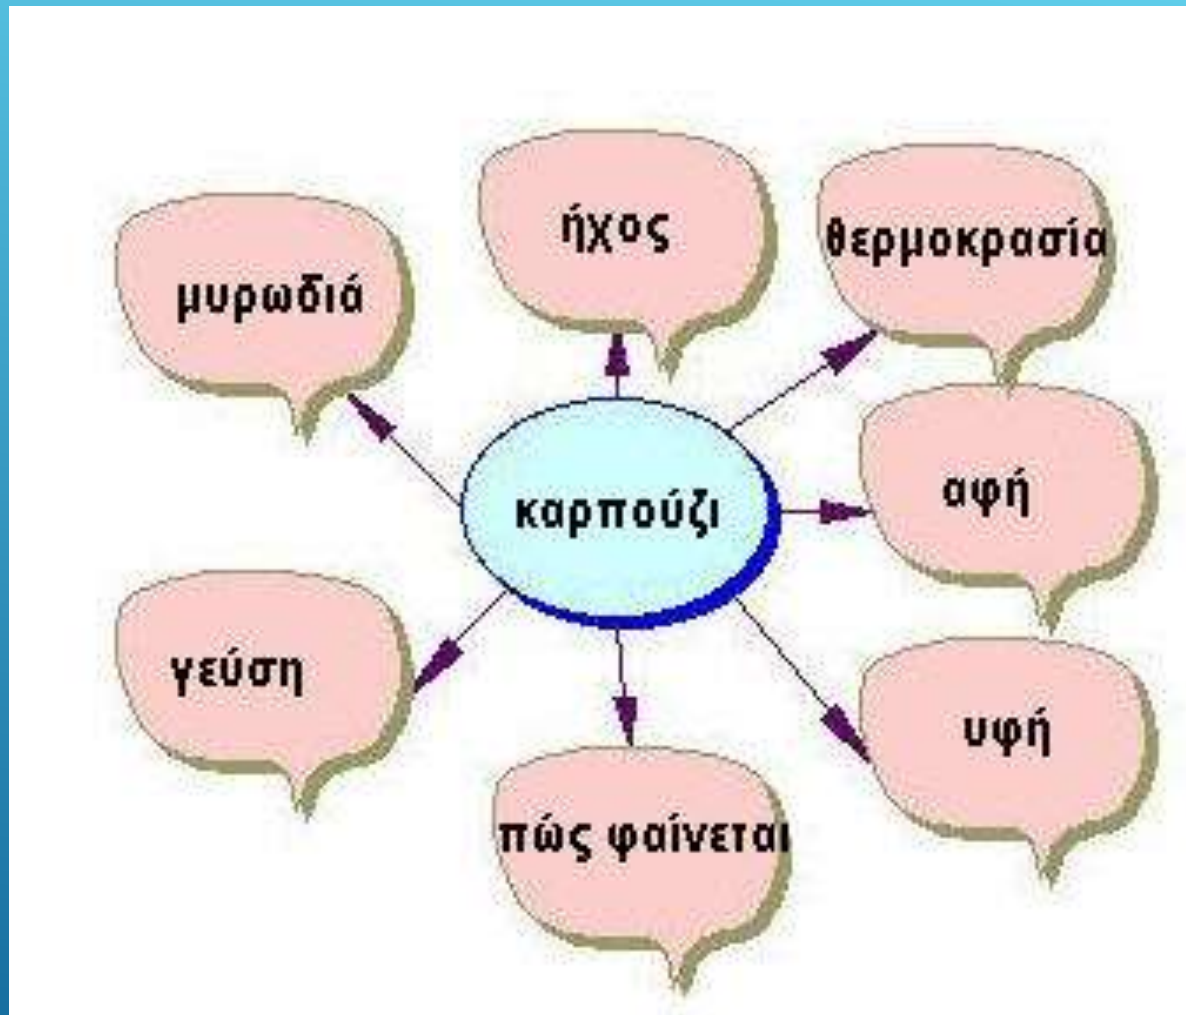 ήχος
θερμοκρασία
μυρωδιά
αφή
καρπούζι
γεύση
υφή
πώς φαίνεται